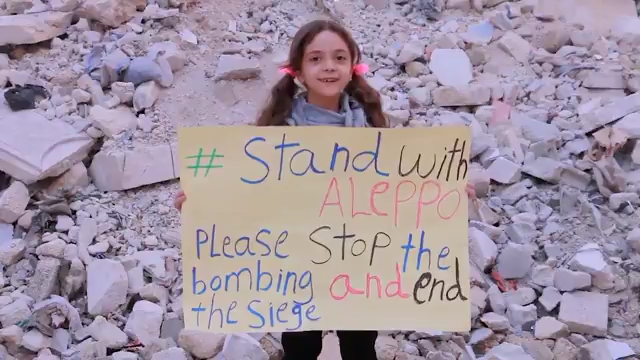 # Stand with
ALePPO
PLease Stop the
bombing and end
the Siege